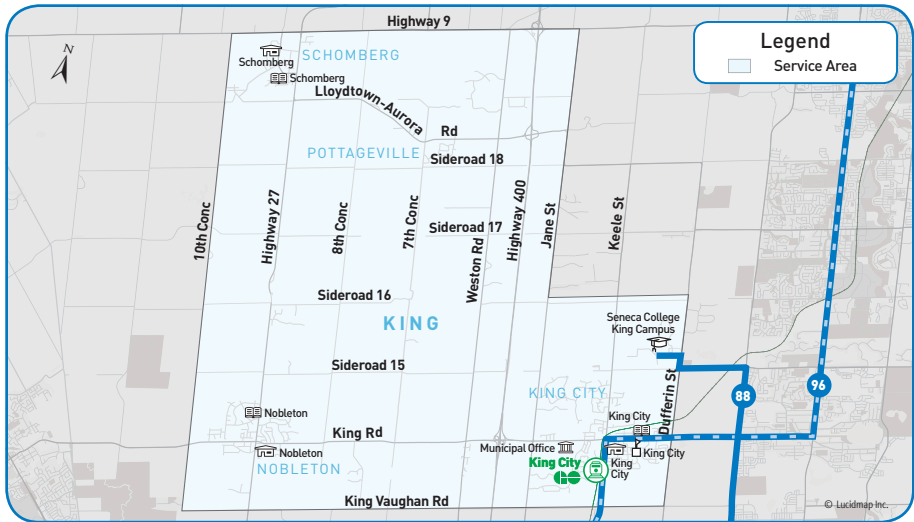 Highway 9
Legend
Service Area
N
Schomberg
SCHOMBERG
Schomberg
Lloydtown-Aurora
Rd
POTTAGEVILLE
Sideroad 18
10th Conc
Highway 27
8th Conc
7th Conc
Sideroad 17
Weston Rd
Highway 400
Jane St
Keele St
Sideroad 16
KING
Seneca College
King Campus
Sideroad 15
KING CITY
Dufferin St
88
96
Nobleton
King City
King Rd
Municipal Office
Nobleton
King City
King
City
King City
NOBLETON
King Vaughan Rd
© Lucidmap Inc.